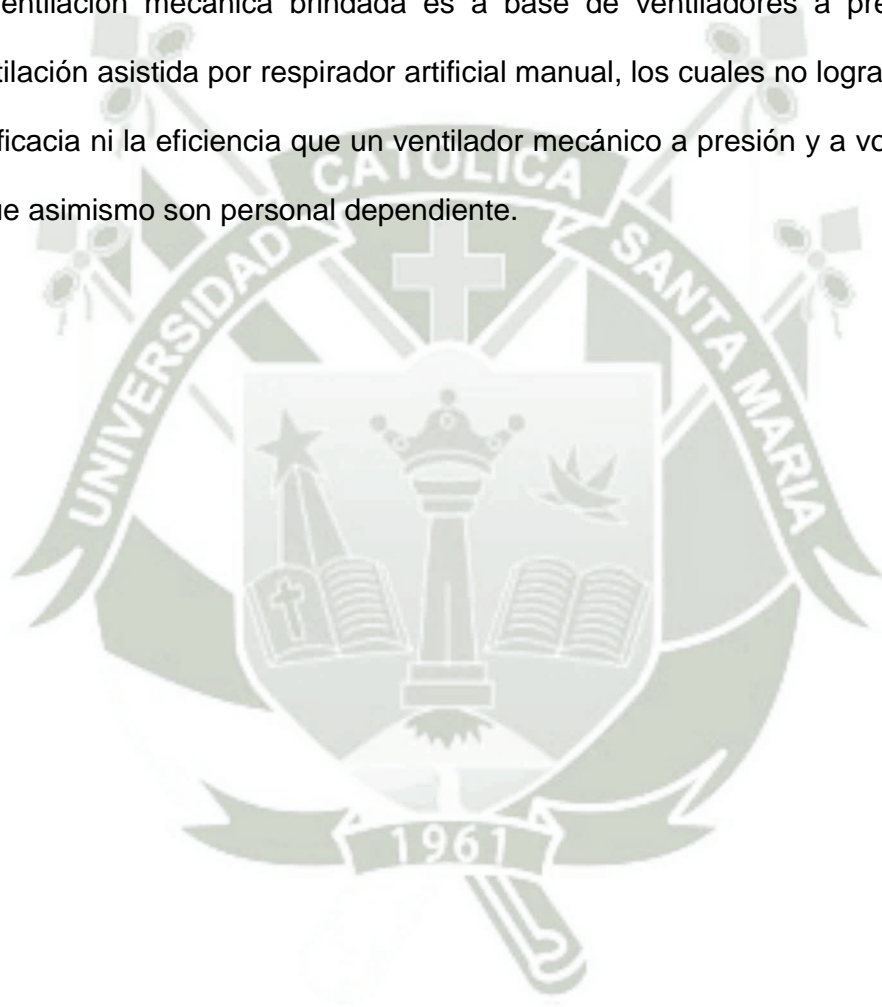 entilación mecánica brindada es a base de ventiladores a pre
tilación asistida por respirador artificial manual, los cuales no logra
ficacia ni la eficiencia que un ventilador mecánico a presión y a vo
ue asimismo son personal dependiente.
UNIVERSIDAD CATOLICA SANTA MARIA
1961